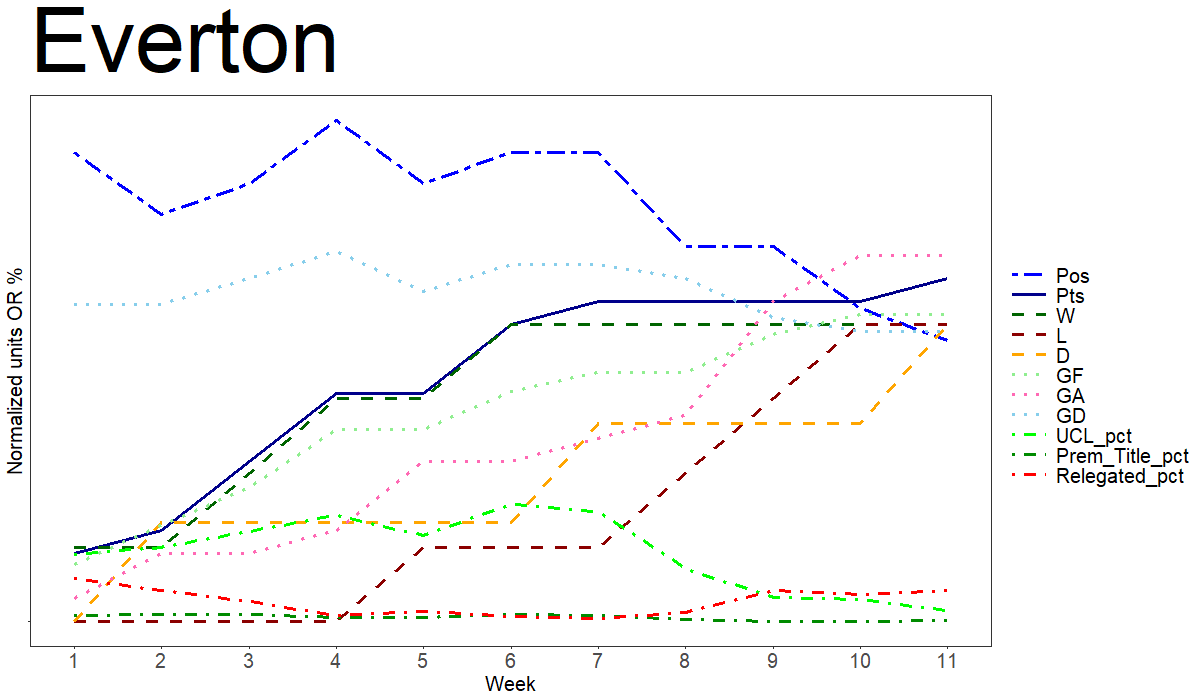 Everton
Normalized units OR %
Pos
Pts
W
L
D
GF
GA
GD
UCL_pct
Prem_Title_pct
Relegated_pct
1 2 3 4 5 6 7 8 9 10 11
Week